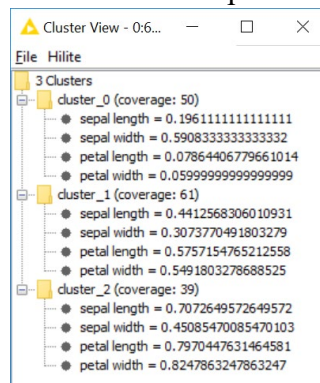 Cluster View - 0:6...
File Hilite
3 Clusters
cluster_0 (coverage: 50)
sepal length = 0.1961111111111111
sepal width = 0.5908333333333332
petal length = 0.07864406779661014
petal width = 0.05999999999999999
cluster_1 (coverage: 61)
sepal length = 0.4412568306010931
sepal width = 0.3073770491803279
petal length = 0.5757154765212558
petal width = 0.5491803278688525
cluster_2 (coverage: 39)
sepal length = 0.7072649572649572
sepal width = 0.45085470085470103
petal length = 0.7970447631464581
petal width = 0.8247863247863247